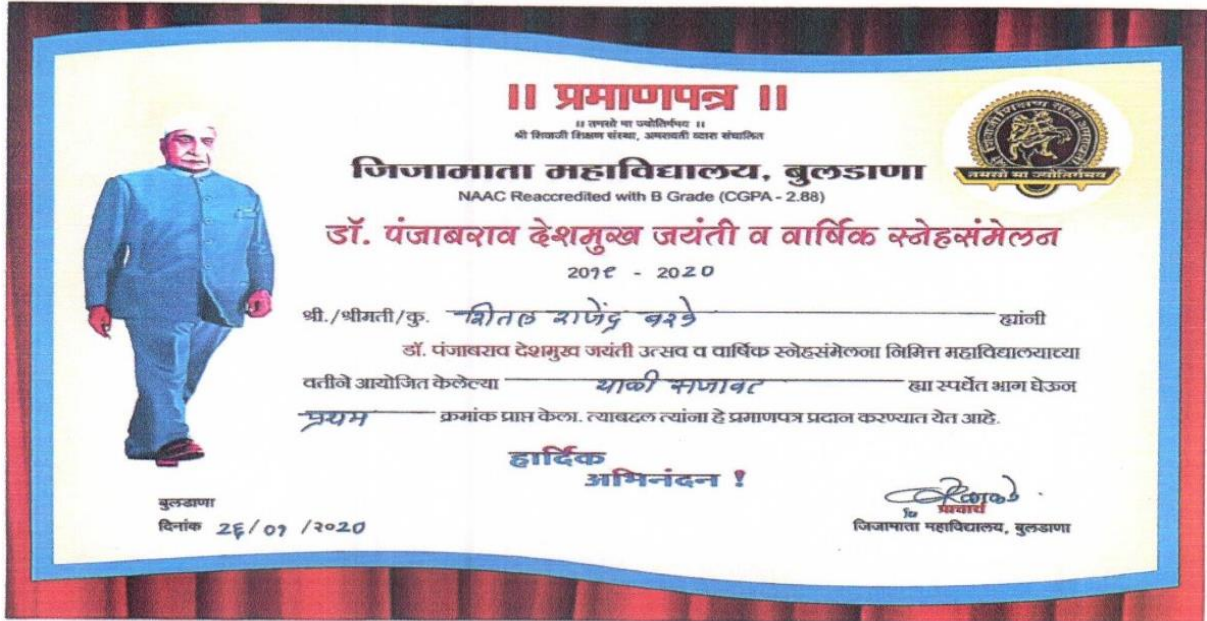 ॥ प्रमाणपत्र ॥
॥ तमसो मा ज्योतिर्गमय ॥
श्री शिवाजी शिक्षण संस्था, अमरावती व्दारा संचालित
जिजामाता महाविद्यालय, बुलडाणा
NAAC Reaccredited with B Grade (CGPA - 2.88)
तमसो मा ज्योतिर्गमय
डॉ. पंजाबराव देशमुख जयंती व वार्षिक स्नेहसंमेलन
२०१९ - २०२०
श्री./श्रीमती/कु. शितल राजेंद्र बरडे ह्यांनी
डॉ. पंजाबराव देशमुख जयंती उत्सव व वार्षिक स्नेहसंमेलना निमित्त महाविद्यालयाच्या
वतीने आयोजित केलेल्या थाळी सजावट ह्या स्पर्धेत भाग घेऊन
प्रथम क्रमांक प्राप्त केला. त्याबद्दल त्यांना हे प्रमाणपत्र प्रदान करण्यात येत आहे.
हार्दिक
अभिनंदन !
बुलडाणा
दिनांक २६/०१ /२०२०
प्राचार्य
जिजामाता महाविद्यालय, बुलडाणा